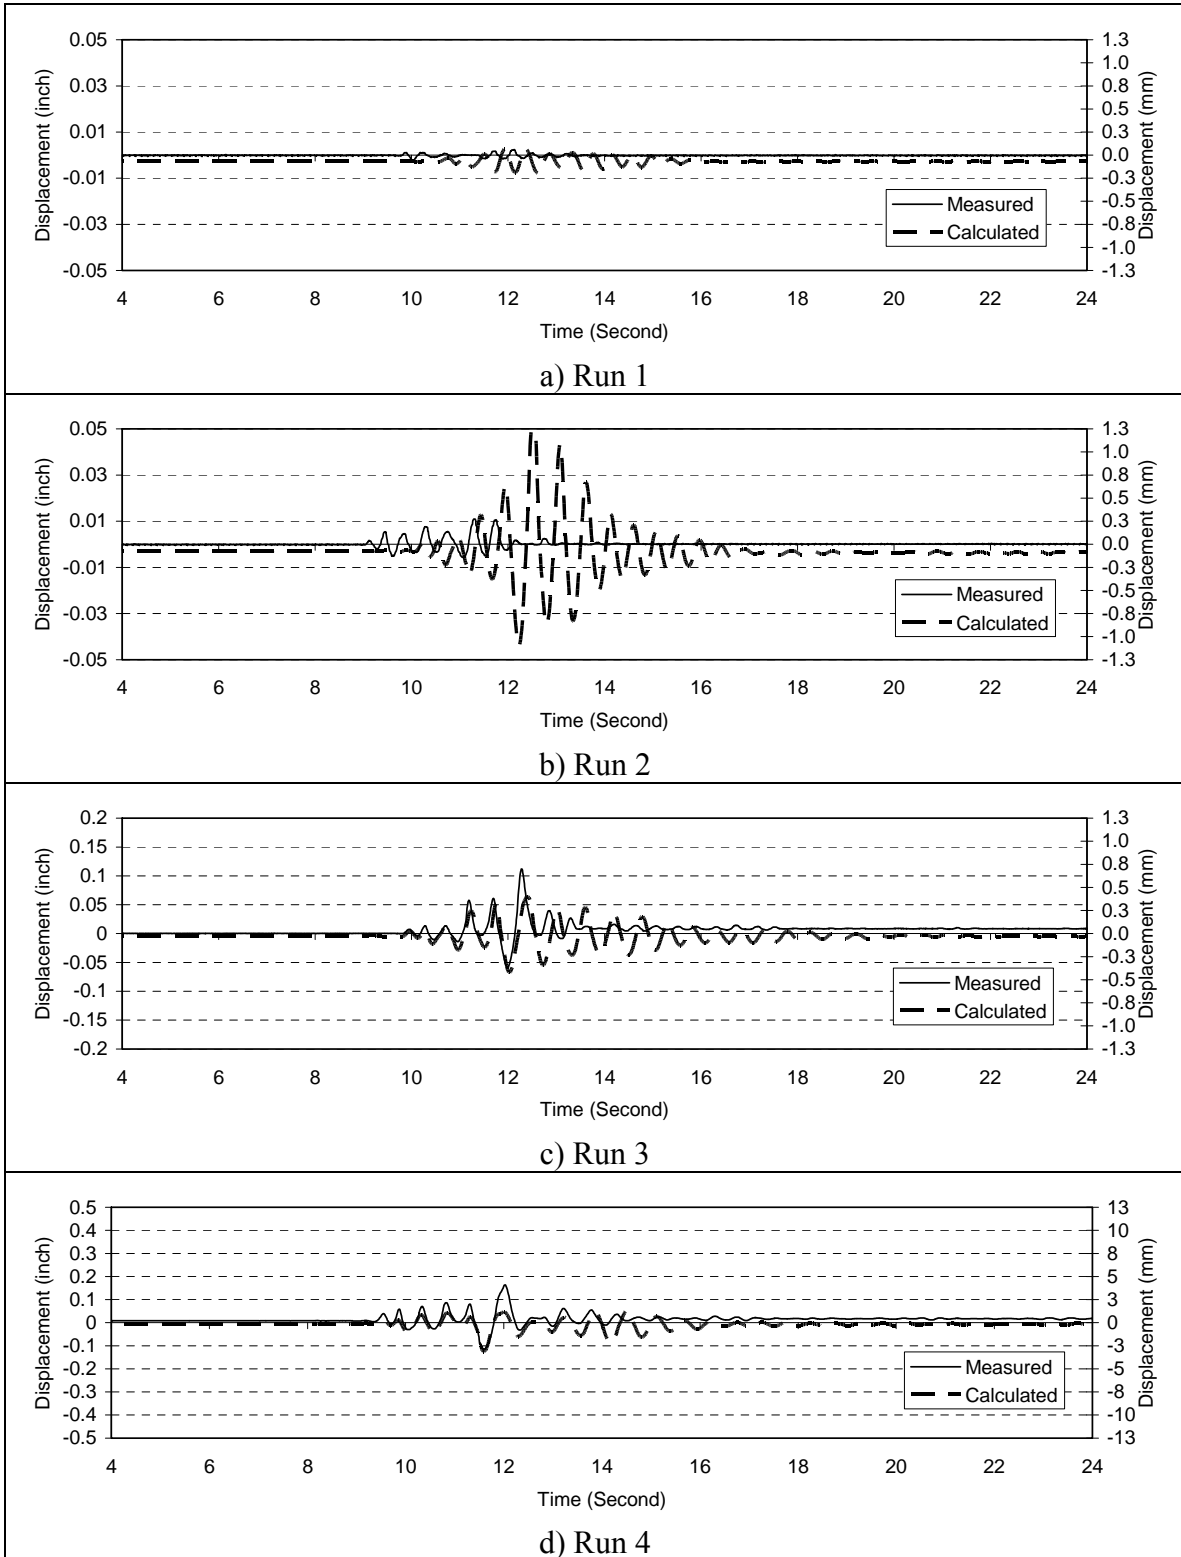 0.05
0.03
0.01
-0.01
-0.03
-0.05
Displacement (inch)
1.3
1.0
0.8
0.5
0.3
0.0
-0.3
-0.5
-0.8
-1.0
-1.3
Displacement (mm)
Measured
Calculated
4 6 8 10 12 14 16 18 20 22 24
Time (Second)
a) Run 1
0.05
0.03
0.01
-0.01
-0.03
-0.05
Displacement (inch)
1.3
1.0
0.8
0.5
0.3
0.0
-0.3
-0.5
-0.8
-1.0
-1.3
Displacement (mm)
Measured
Calculated
4 6 8 10 12 14 16 18 20 22 24
Time (Second)
b) Run 2
0.2
0.15
0.1
0.05
0
-0.05
-0.1
-0.15
-0.2
Displacement (inch)
1.3
1.0
0.8
0.5
0.3
0.0
-0.3
-0.5
-0.8
-1.0
-1.3
Displacement (mm)
Measured
Calculated
4 6 8 10 12 14 16 18 20 22 24
Time (Second)
c) Run 3
0.5
0.4
0.3
0.2
0.1
0
-0.1
-0.2
-0.3
-0.4
-0.5
Displacement (inch)
13
10
8
5
3
0
-3
-5
-8
-10
-13
Displacement (mm)
Measured
Calculated
4 6 8 10 12 14 16 18 20 22 24
Time (Second)
d) Run 4